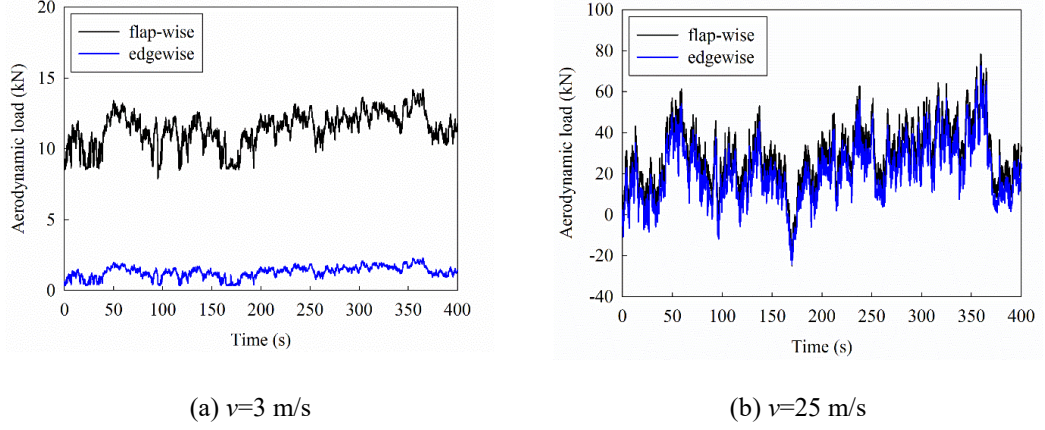 20
15
10
5
0
Aerodynamic load (kN)
flap-wise
edgewise
0 50 100 150 200 250 300 350 400
Time (s)
(a) v=3 m/s
100
80
60
40
20
0
-20
-40
Aerodynamic load (kN)
flap-wise
edgewise
0 50 100 150 200 250 300 350 400
Time (s)
(b) v=25 m/s